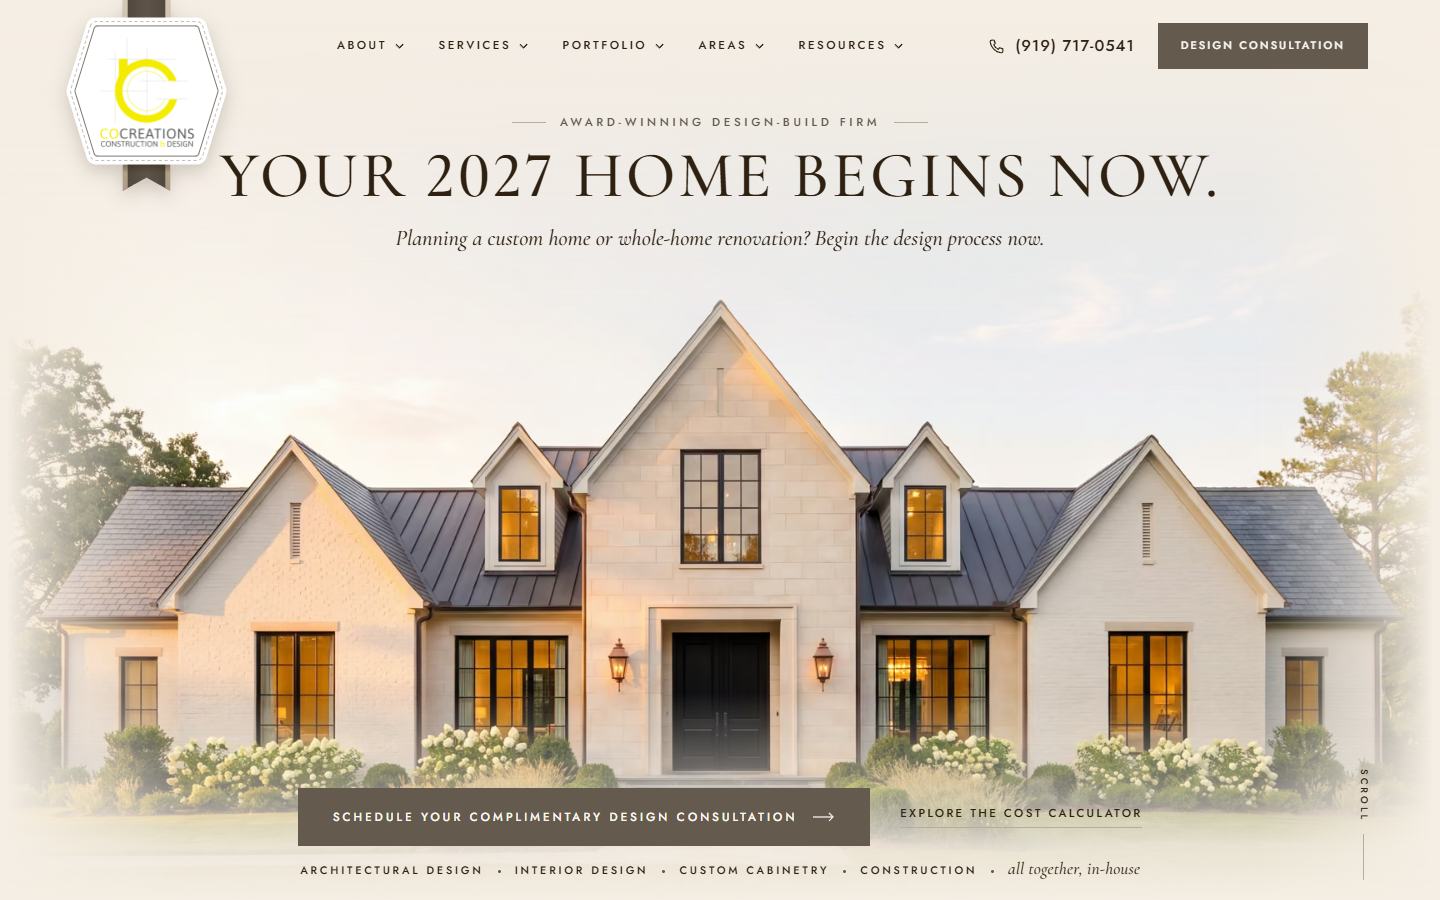 ABOUT
SERVICES
PORTFOLIO
AREAS
RESOURCES
(919) 717-0541
DESIGN CONSULTATION
COCREATIONS
CONSTRUCTION & DESIGN
AWARD-WINNING DESIGN-BUILD FIRM
YOUR 2027 HOME BEGINS NOW.
Planning a custom home or whole-home renovation? Begin the design process now.
SCROLL
SCHEDULE YOUR COMPLIMENTARY DESIGN CONSULTATION →
EXPLORE THE COST CALCULATOR
ARCHITECTURAL DESIGN • INTERIOR DESIGN • CUSTOM CABINETRY • CONSTRUCTION • all together, in-house